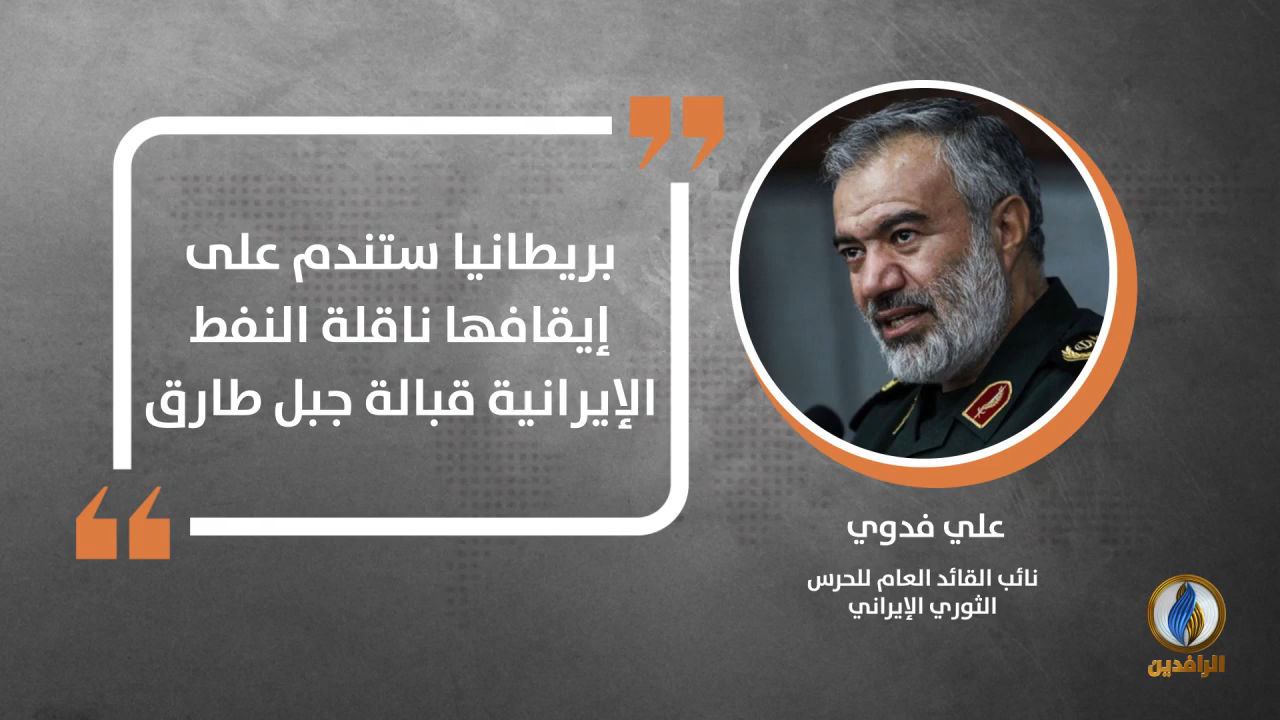 بريطانيا ستندم على
إيقافها ناقلة النفط
الإيرانية قبالة جبل طارق
علي فدوي
نائب القائد العام للحرس
الثوري الإيراني
الرافدين